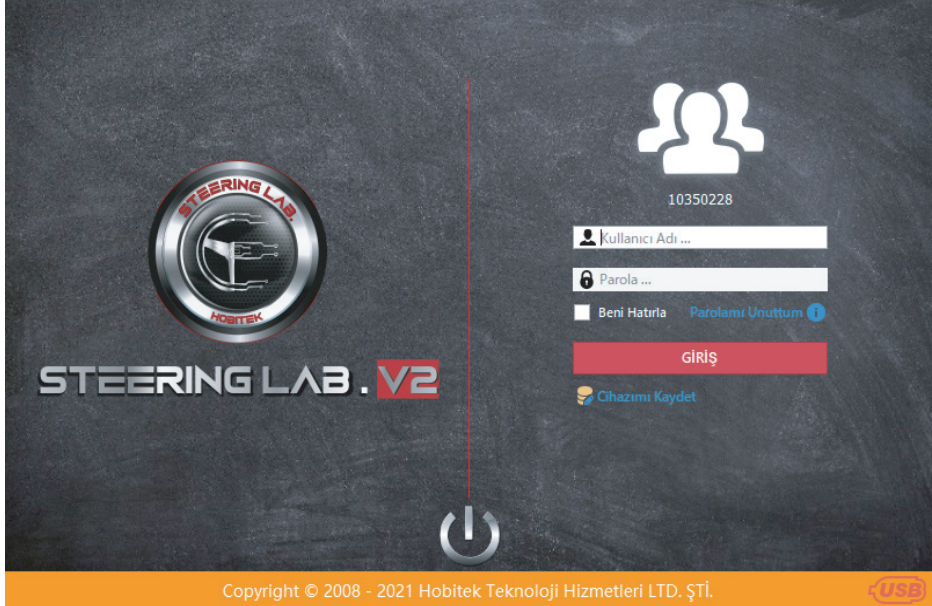 STEERING LAB.
HOBITEK
STEERING LAB . V2
10350228
Kullanıcı Adı ...
Parola ...
Beni Hatırla Parolamı Unuttum i
GİRİŞ
Cihazımı Kaydet
Copyright © 2008 - 2021 Hobitek Teknoloji Hizmetleri LTD. ŞTİ.
USB